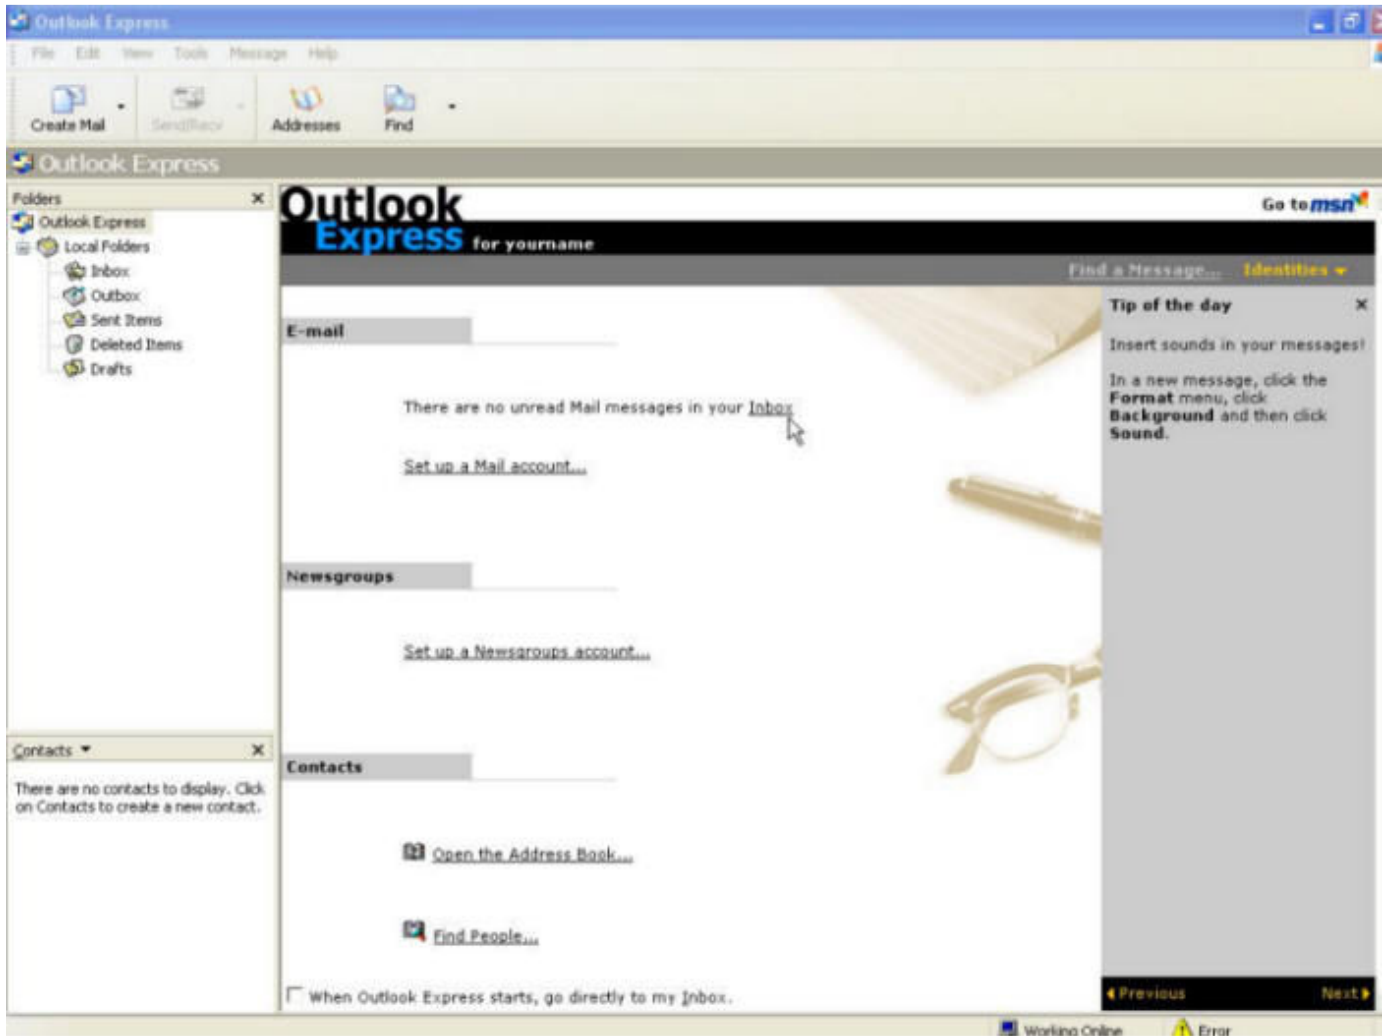 Outlook Express
File Edit View Tools Message Help
Create Mail Send/Recv Addresses Find
Outlook Express
Folders
Outlook Express
Local Folders
Inbox
Outbox
Sent Items
Deleted Items
Drafts
Contacts
There are no contacts to display. Click
on Contacts to create a new contact.
Outlook
Go to msn
Express for yourname
Find a Message... Identities
E-mail
There are no unread Mail messages in your Inbox
Set up a Mail account...
Newsgroups
Set up a Newsgroups account...
Contacts
Open the Address Book...
Find People...
When Outlook Express starts, go directly to my Inbox.
Tip of the day
Insert sounds in your messages!
In a new message, click the
Format menu, click
Background and then click
Sound.
Previous Next
Working Online Error